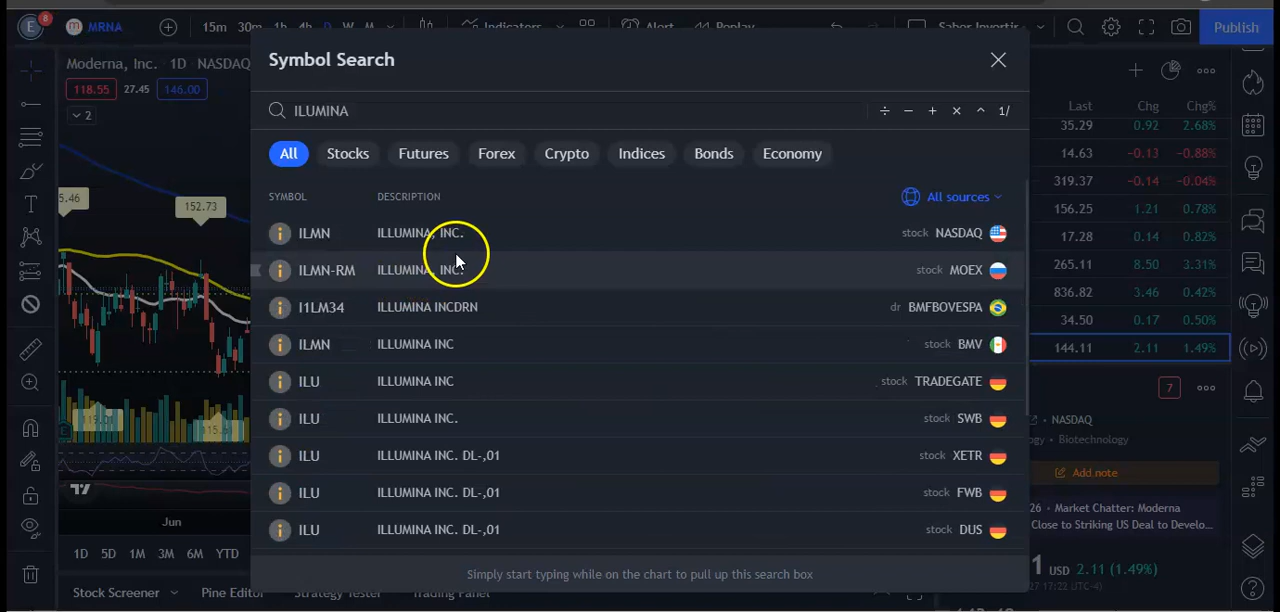 E 8 MRNA 15m 30m 1h 4h D W M Indicators Alert Replay Sabor Invertir Publish
Moderna, Inc. · 1D · NASDAQ
118.55 27.45 146.00
2
5.46
152.73
Jun
1D 5D 1M 3M 6M YTD
Stock Screener Pine Editor Strategy Tester Trading Panel
Symbol Search
ILUMINA 1/
All Stocks Futures Forex Crypto Indices Bonds Economy
SYMBOL DESCRIPTION All sources
ILMN ILLUMINA, INC. stock NASDAQ
ILMN-RM ILLUMINA, INC. stock MOEX
I1LM34 ILLUMINA INCDRN dr BMFBOVESPA
ILMN ILLUMINA INC stock BMV
ILU ILLUMINA INC stock TRADEGATE
ILU ILLUMINA INC. stock SWB
ILU ILLUMINA INC. DL-,01 stock XETR
ILU ILLUMINA INC. DL-,01 stock FWB
ILU ILLUMINA INC. DL-,01 stock DUS
Simply start typing while on the chart to pull up this search box
Last Chg Chg%
35.29 0.92 2.68%
14.63 −0.13 −0.88%
319.37 −0.14 −0.04%
156.25 1.21 0.78%
17.28 0.14 0.82%
265.11 8.50 3.31%
836.82 3.46 0.42%
34.50 0.17 0.50%
144.11 2.11 1.49%
7
• NASDAQ
• Biotechnology
Add note
26 • Market Chatter: Moderna
Close to Striking US Deal to Develo...
1 USD 2.11 (1.49%)